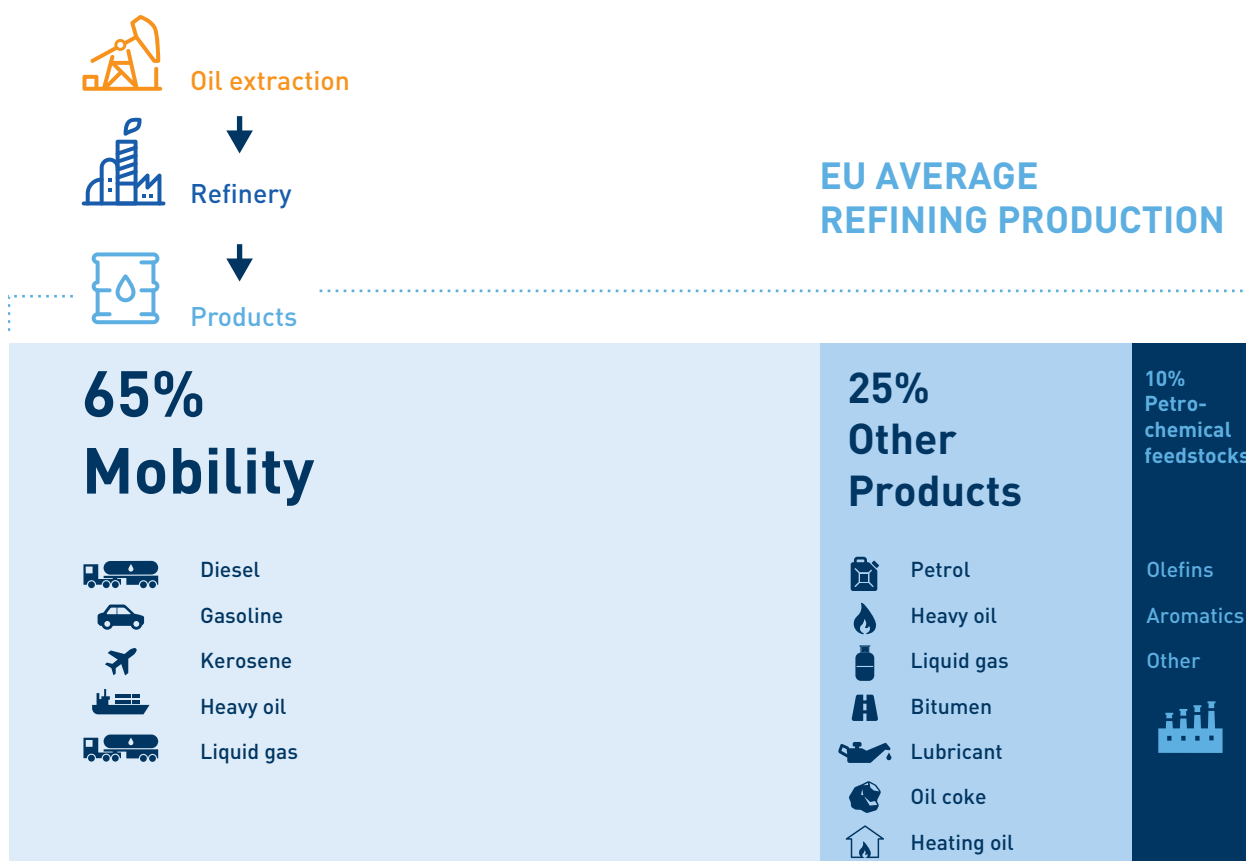 Oil extraction
Refinery
EU AVERAGE
REFINING PRODUCTION
Products
65%
Mobility
Diesel
Gasoline
Kerosene
Heavy oil
Liquid gas
25%
Other
Products
Petrol
Heavy oil
Liquid gas
Bitumen
Lubricant
Oil coke
Heating oil
10%
Petro-
chemical
feedstocks
Olefins
Aromatics
Other